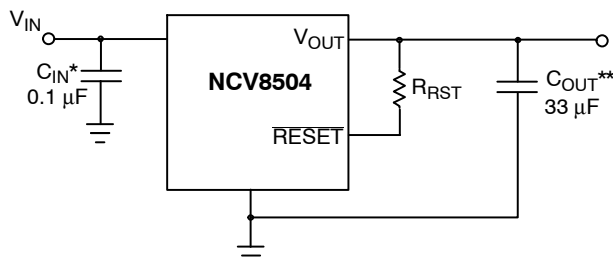 V_IN
C_IN*
0.1 μF
NCV8504
V_OUT
RESET
R_RST
C_OUT**
33 μF